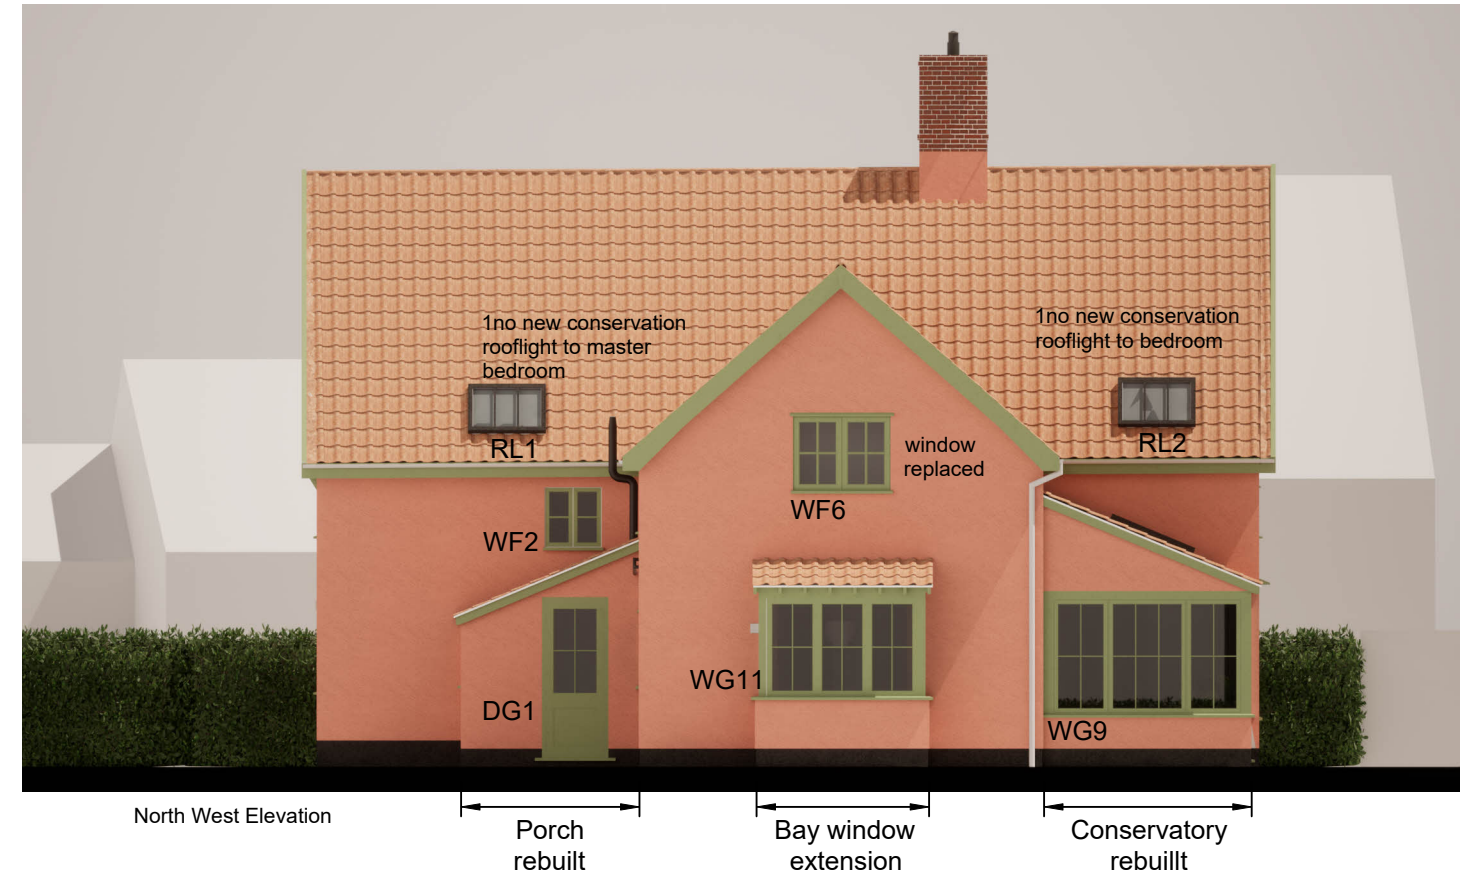 1no new conservation
rooflight to master
bedroom
RL1
1no new conservation
rooflight to bedroom
RL2
window
replaced
WF6
WF2
WG11
DG1
WG9
North West Elevation
Porch
rebuilt
Bay window
extension
Conservatory
rebuillt